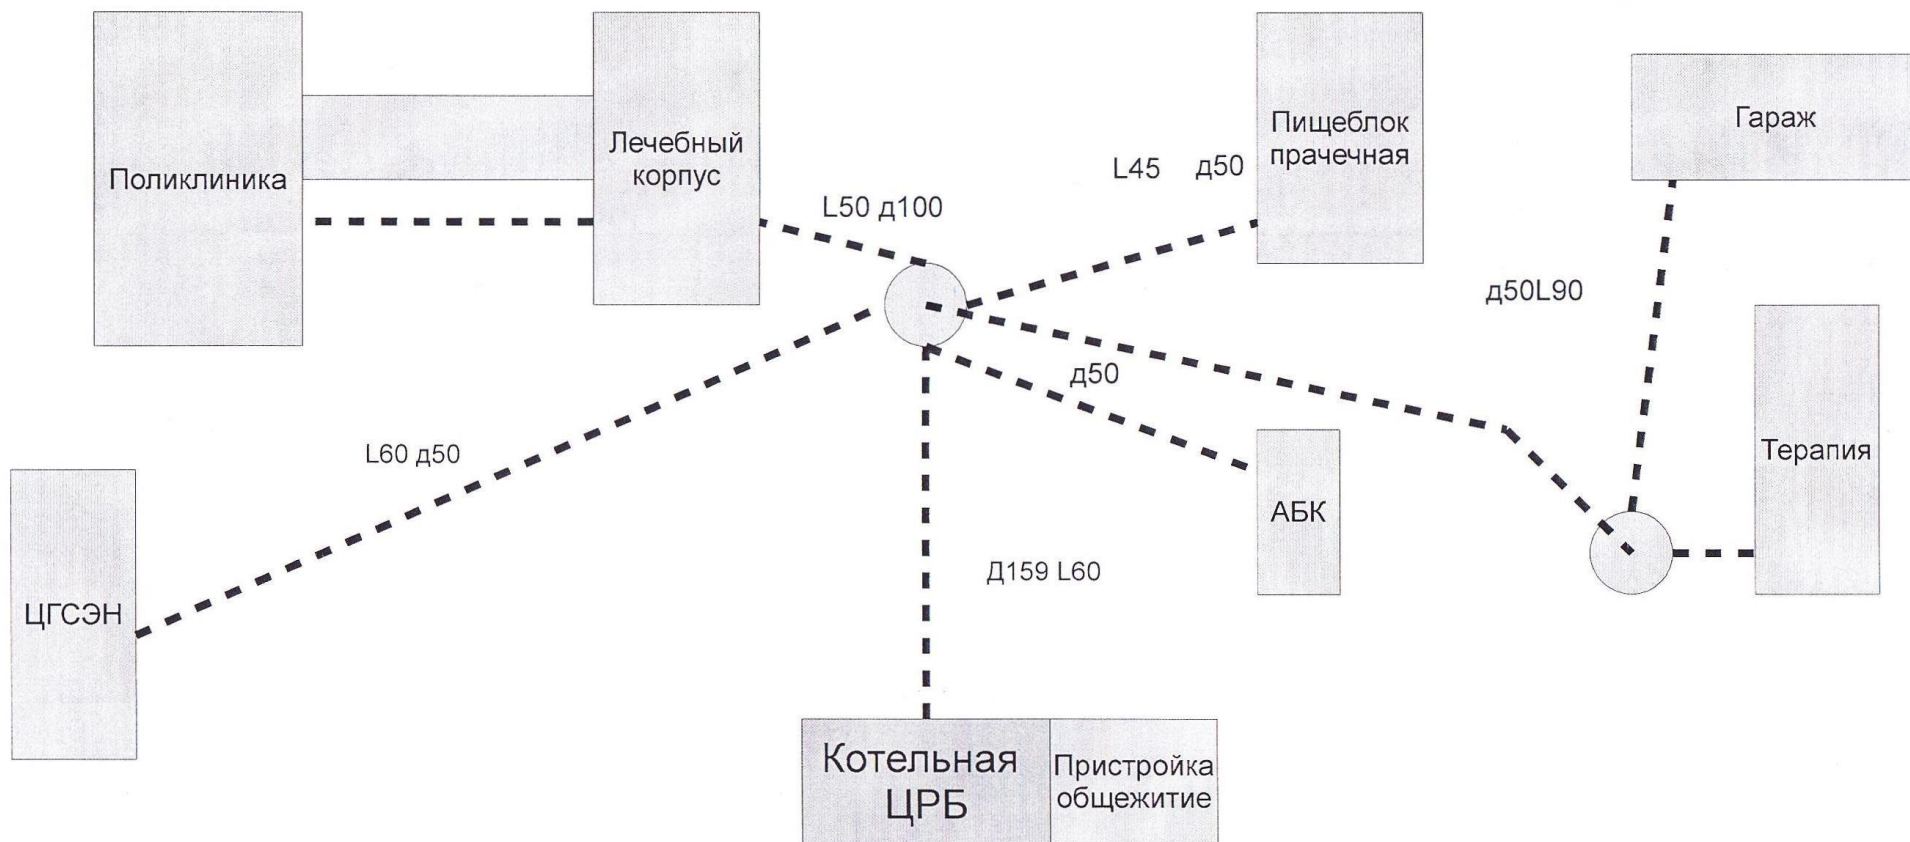 Поликлиника
Лечебный
корпус
L50 д100
L45 д50
Пищеблок
прачечная
Гараж
д50L90
д50
L60 д50
Терапия
АБК
ЦГСЭН
Д159 L60
Котельная
ЦРБ
Пристройка
общежитие